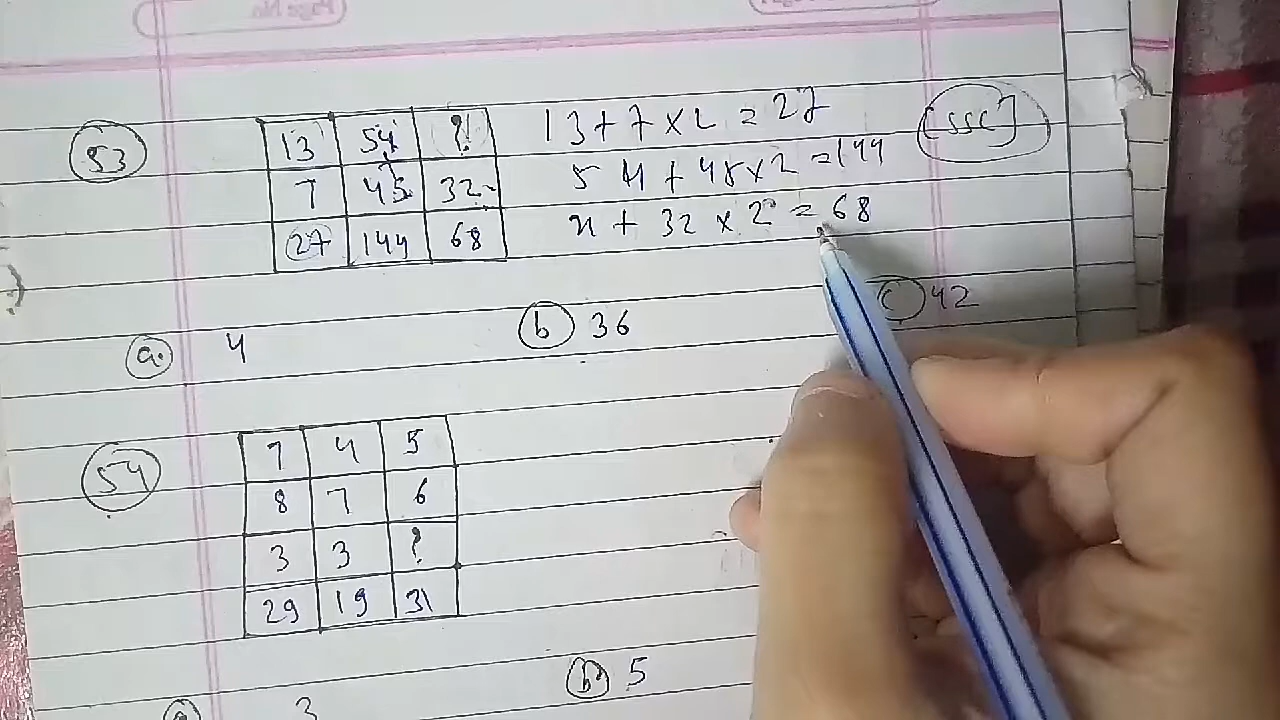 53
13 54 ? 13+7×2 = 27 [SSC]
7 45 32 54+45×2 =144
27 144 68 x + 32 × 2 = 68
a. 4 b 36 c 42
54
7 4 5
8 7 6
3 3 ?
29 19 31
a 3 b 5